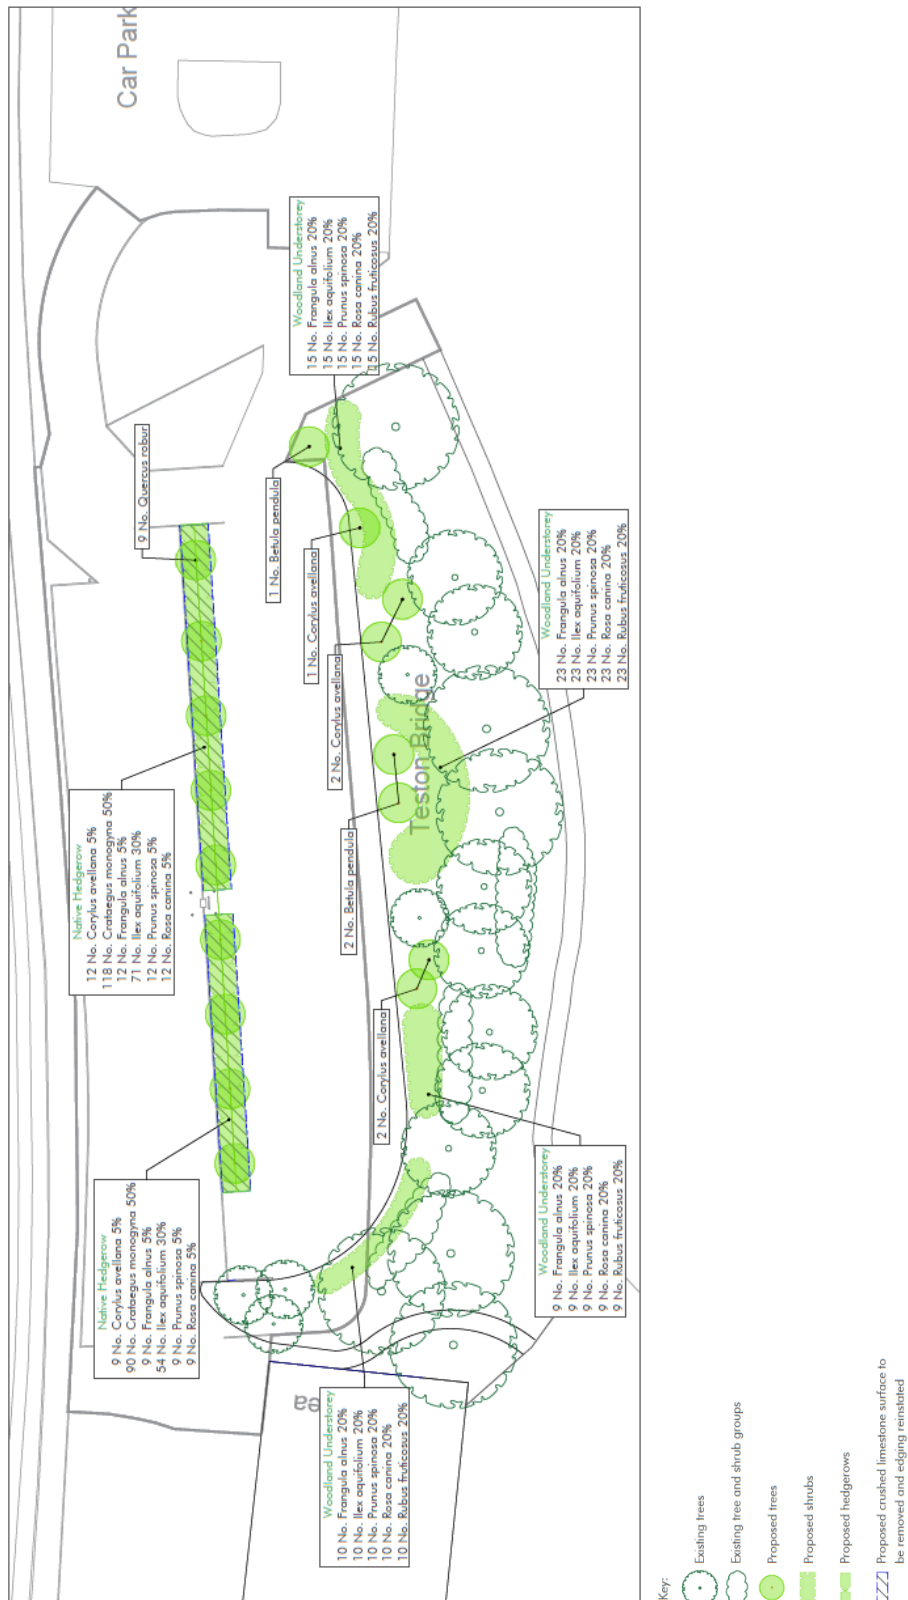 Car Park
Woodland Understorey
15 No. Frangula alnus 20%
15 No. Ilex aquifolium 20%
15 No. Prunus spinosa 20%
15 No. Rosa canina 20%
15 No. Rubus fruticosus 20%
9 No. Quercus robur
1 No. Betula pendula
1 No. Corylus avellana
2 No. Corylus avellana
Woodland Understorey
23 No. Frangula alnus 20%
23 No. Ilex aquifolium 20%
23 No. Prunus spinosa 20%
23 No. Rosa canina 20%
23 No. Rubus fruticosus 20%
Teston Bridge
Native Hedgerow
12 No. Corylus avellana 5%
118 No. Crataegus monogyna 50%
12 No. Frangula alnus 5%
71 No. Ilex aquifolium 30%
12 No. Prunus spinosa 5%
12 No. Rosa canina 5%
2 No. Betula pendula
2 No. Corylus avellana
Native Hedgerow
9 No. Corylus avellana 5%
90 No. Crataegus monogyna 50%
9 No. Frangula alnus 5%
54 No. Ilex aquifolium 30%
9 No. Prunus spinosa 5%
9 No. Rosa canina 5%
Woodland Understorey
9 No. Frangula alnus 20%
9 No. Ilex aquifolium 20%
9 No. Prunus spinosa 20%
9 No. Rosa canina 20%
9 No. Rubus fruticosus 20%
ea
Woodland Understorey
10 No. Frangula alnus 20%
10 No. Ilex aquifolium 20%
10 No. Prunus spinosa 20%
10 No. Rosa canina 20%
10 No. Rubus fruticosus 20%
Key:
Existing trees
Existing tree and shrub groups
Proposed trees
Proposed shrubs
Proposed hedgerows
Proposed crushed limestone surface to
be removed and edging reinstated